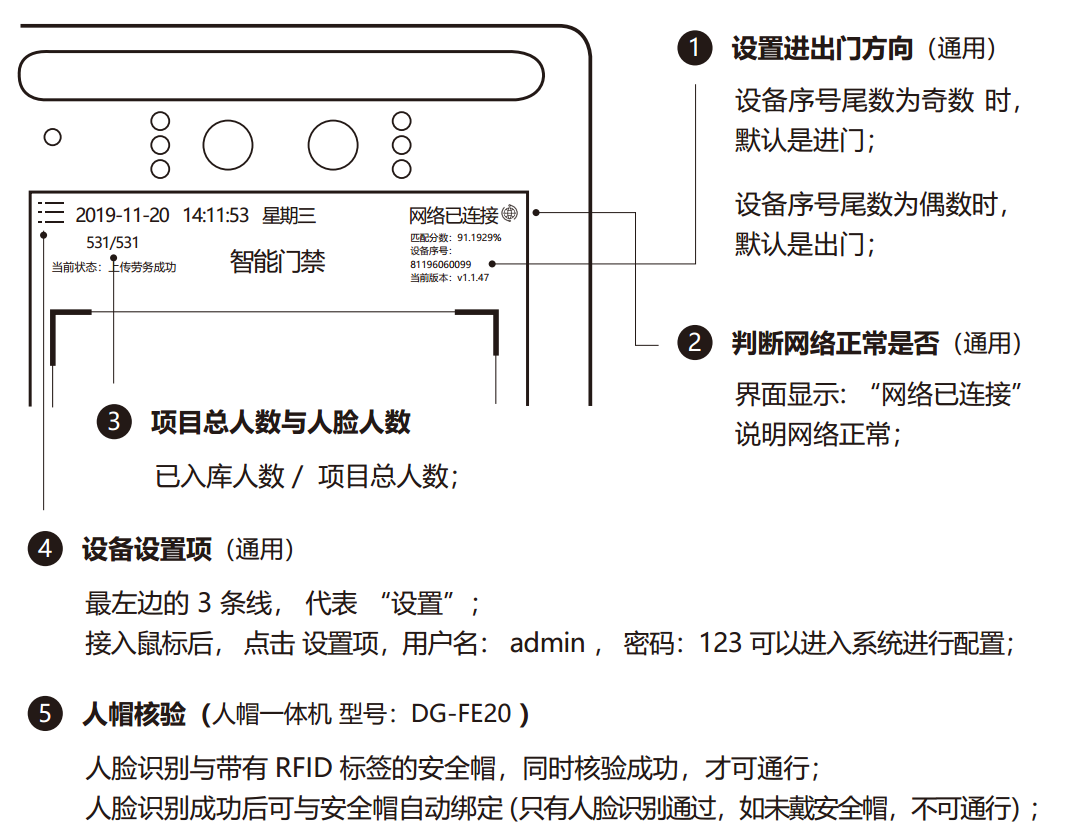 1 设置进出门方向（通用）
设备序号尾数为奇数 时，
默认是进门；
设备序号尾数为偶数时，
默认是出门；
2019-11-20 14:11:53 星期三
网络已连接
531/531
当前状态：上传劳务成功
智能门禁
匹配分数：91.1929%
设备序号：
81196060099
当前版本：v1.1.47
2 判断网络正常是否（通用）
界面显示：“网络已连接”
说明网络正常；
3 项目总人数与人脸人数
已入库人数 / 项目总人数；
4 设备设置项（通用）
最左边的 3 条线， 代表 “设置” ；
接入鼠标后， 点击 设置项，用户名： admin ， 密码：123 可以进入系统进行配置；
5 人帽核验（人帽一体机 型号：DG-FE20 ）
人脸识别与带有 RFID 标签的安全帽，同时核验成功，才可通行；
人脸识别成功后可与安全帽自动绑定 (只有人脸识别通过，如未戴安全帽，不可通行) ；